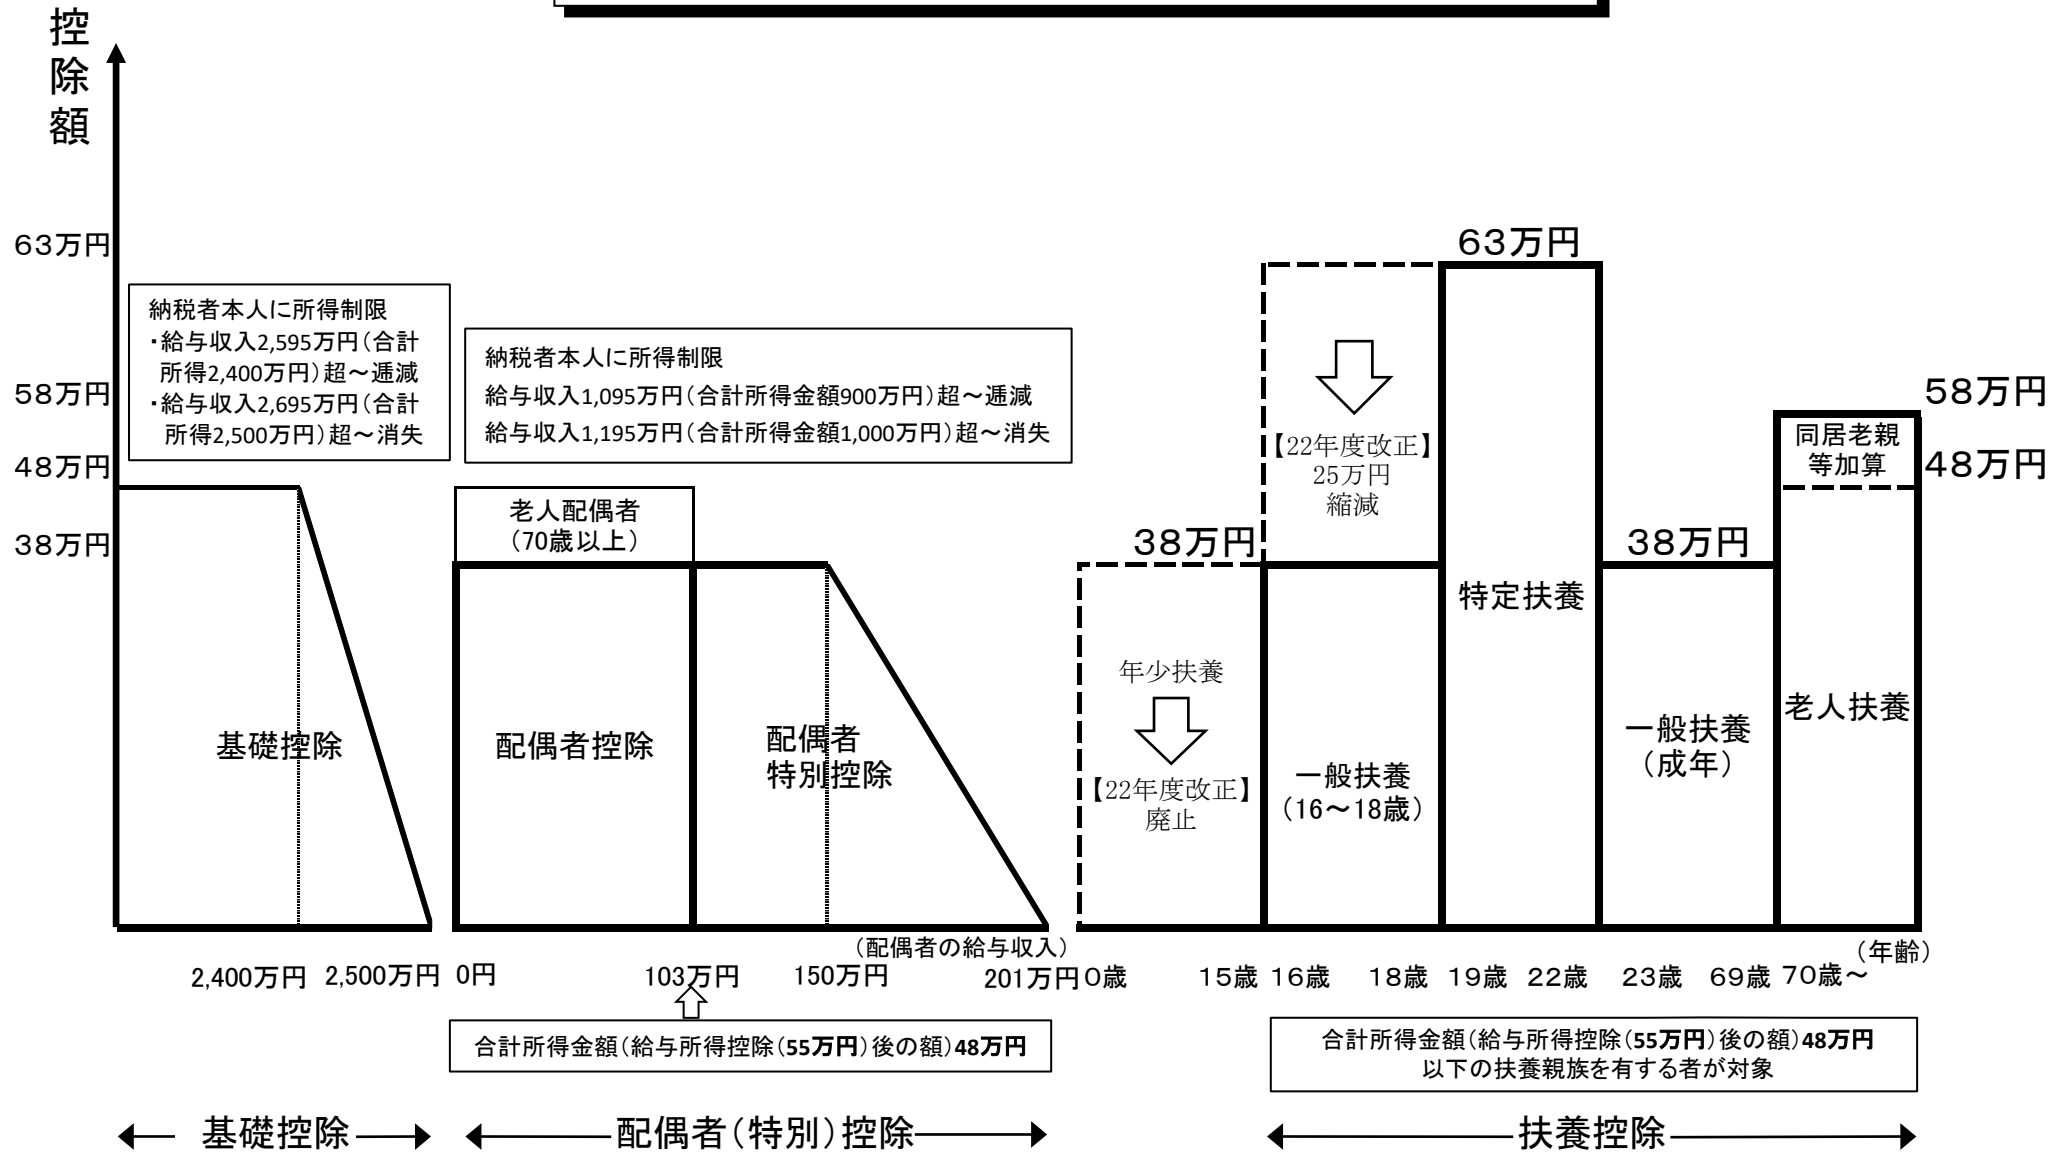 控除額
63万円
58万円
48万円
38万円
納税者本人に所得制限
・給与収入2,595万円（合計
所得2,400万円）超～逓減
・給与収入2,695万円（合計
所得2,500万円）超～消失
基礎控除
2,400万円
2,500万円
納税者本人に所得制限
給与収入1,095万円（合計所得金額900万円）超～逓減
給与収入1,195万円（合計所得金額1,000万円）超～消失
老人配偶者
（70歳以上）
配偶者控除
配偶者
特別控除
（配偶者の給与収入）
0円
103万円
150万円
201万円
合計所得金額（給与所得控除（55万円）後の額）48万円
38万円
年少扶養
【22年度改正】
廃止
【22年度改正】
25万円
縮減
一般扶養
（16～18歳）
63万円
特定扶養
38万円
一般扶養
（成年）
58万円
48万円
同居老親
等加算
老人扶養
（年齢）
0歳
15歳
16歳
18歳
19歳
22歳
23歳
69歳
70歳～
合計所得金額（給与所得控除（55万円）後の額）48万円
以下の扶養親族を有する者が対象
基礎控除
配偶者（特別）控除
扶養控除